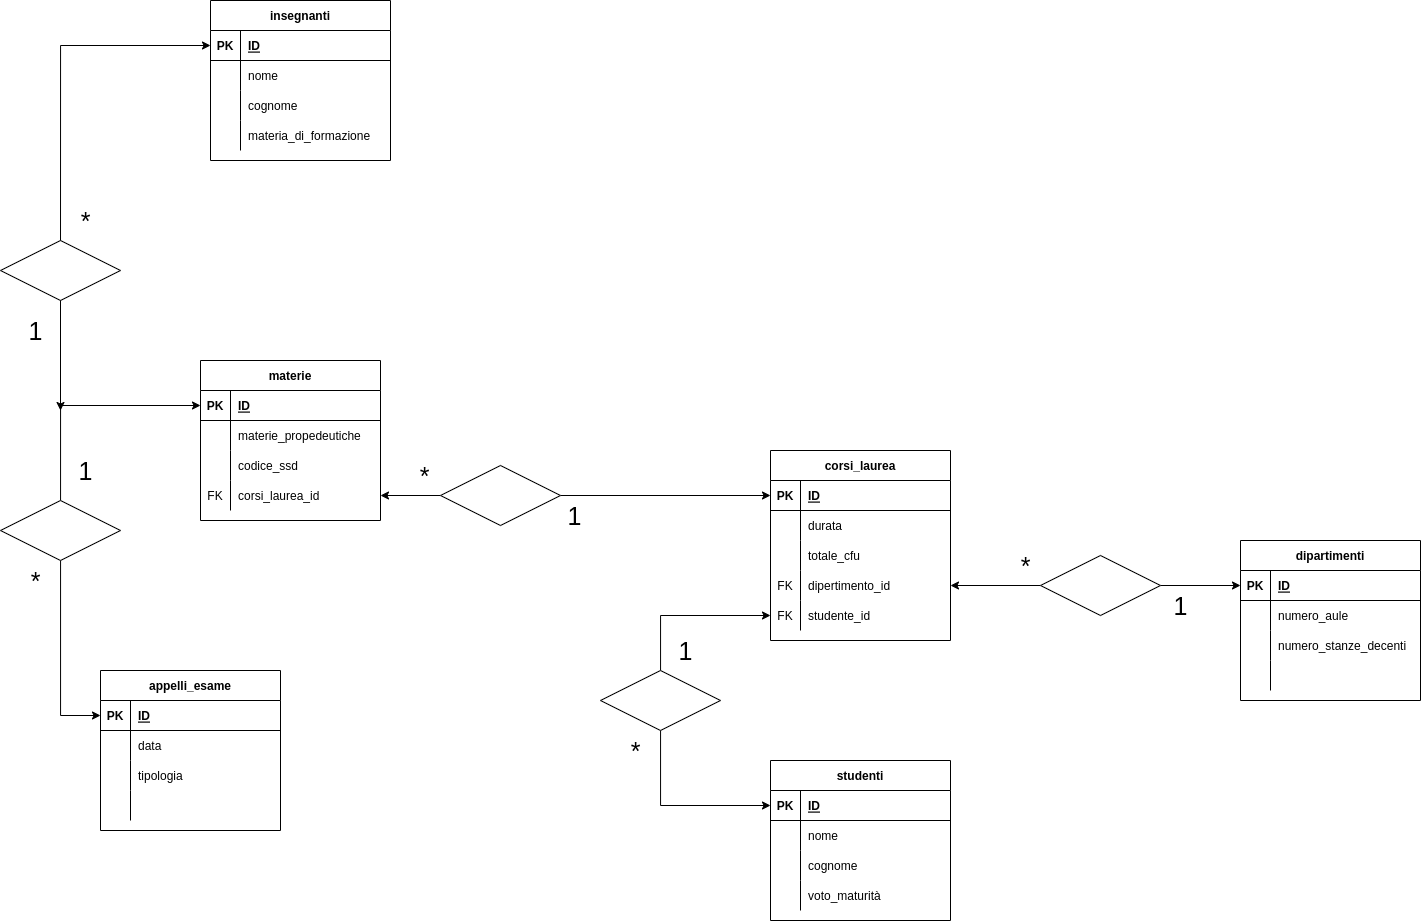 insegnanti
PK ID
nome
cognome
materia_di_formazione
*
1
materie
PK ID
materie_propedeutiche
codice_ssd
FK corsi_laurea_id
*
1
1
*
corsi_laurea
PK ID
durata
totale_cfu
FK dipertimento_id
FK studente_id
*
1
dipartimenti
PK ID
numero_aule
numero_stanze_decenti
1
*
appelli_esame
PK ID
data
tipologia
studenti
PK ID
nome
cognome
voto_maturità